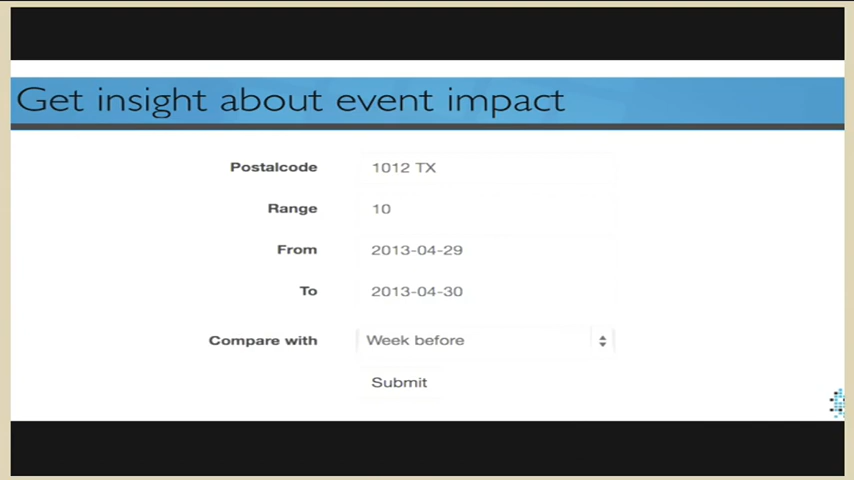 Get insight about event impact
Postalcode 1012 TX
Range 10
From 2013-04-29
To 2013-04-30
Compare with Week before
Submit